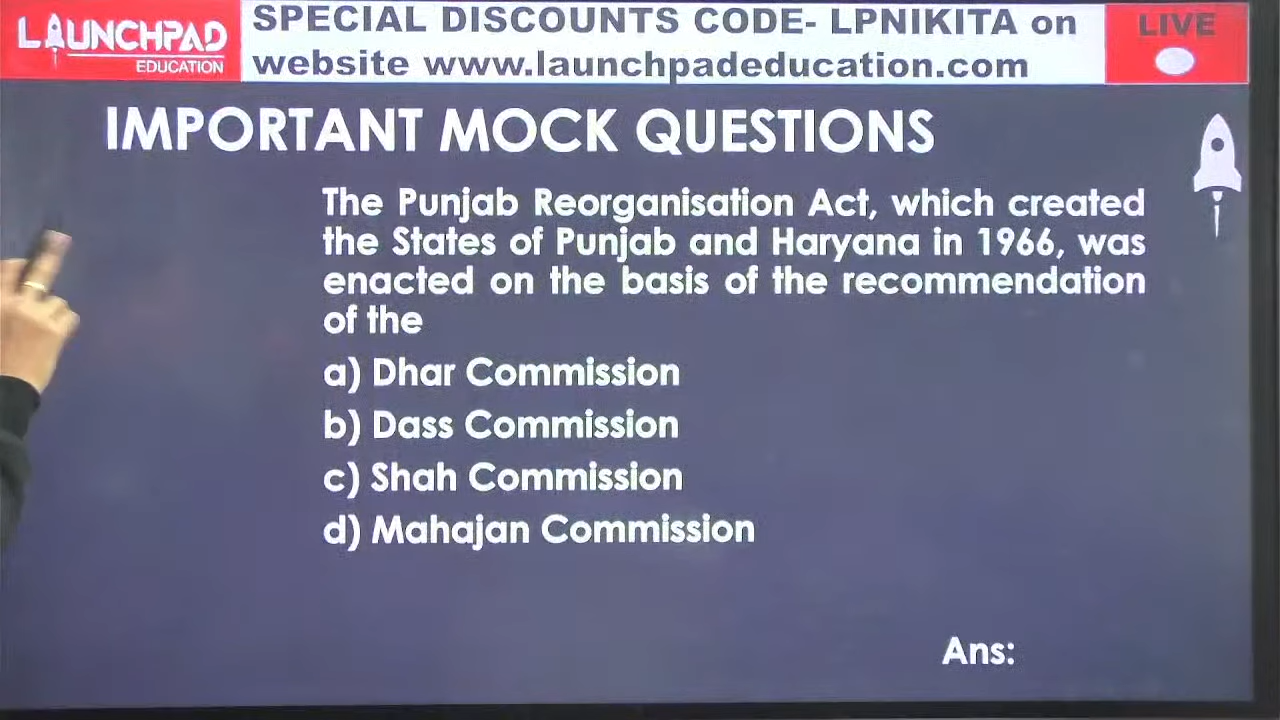 LAUNCHPAD
EDUCATION
SPECIAL DISCOUNTS CODE- LPNIKITA on
website www.launchpadeducation.com
LIVE
IMPORTANT MOCK QUESTIONS
The Punjab Reorganisation Act, which created
the States of Punjab and Haryana in 1966, was
enacted on the basis of the recommendation
of the
a) Dhar Commission
b) Dass Commission
c) Shah Commission
d) Mahajan Commission
Ans: